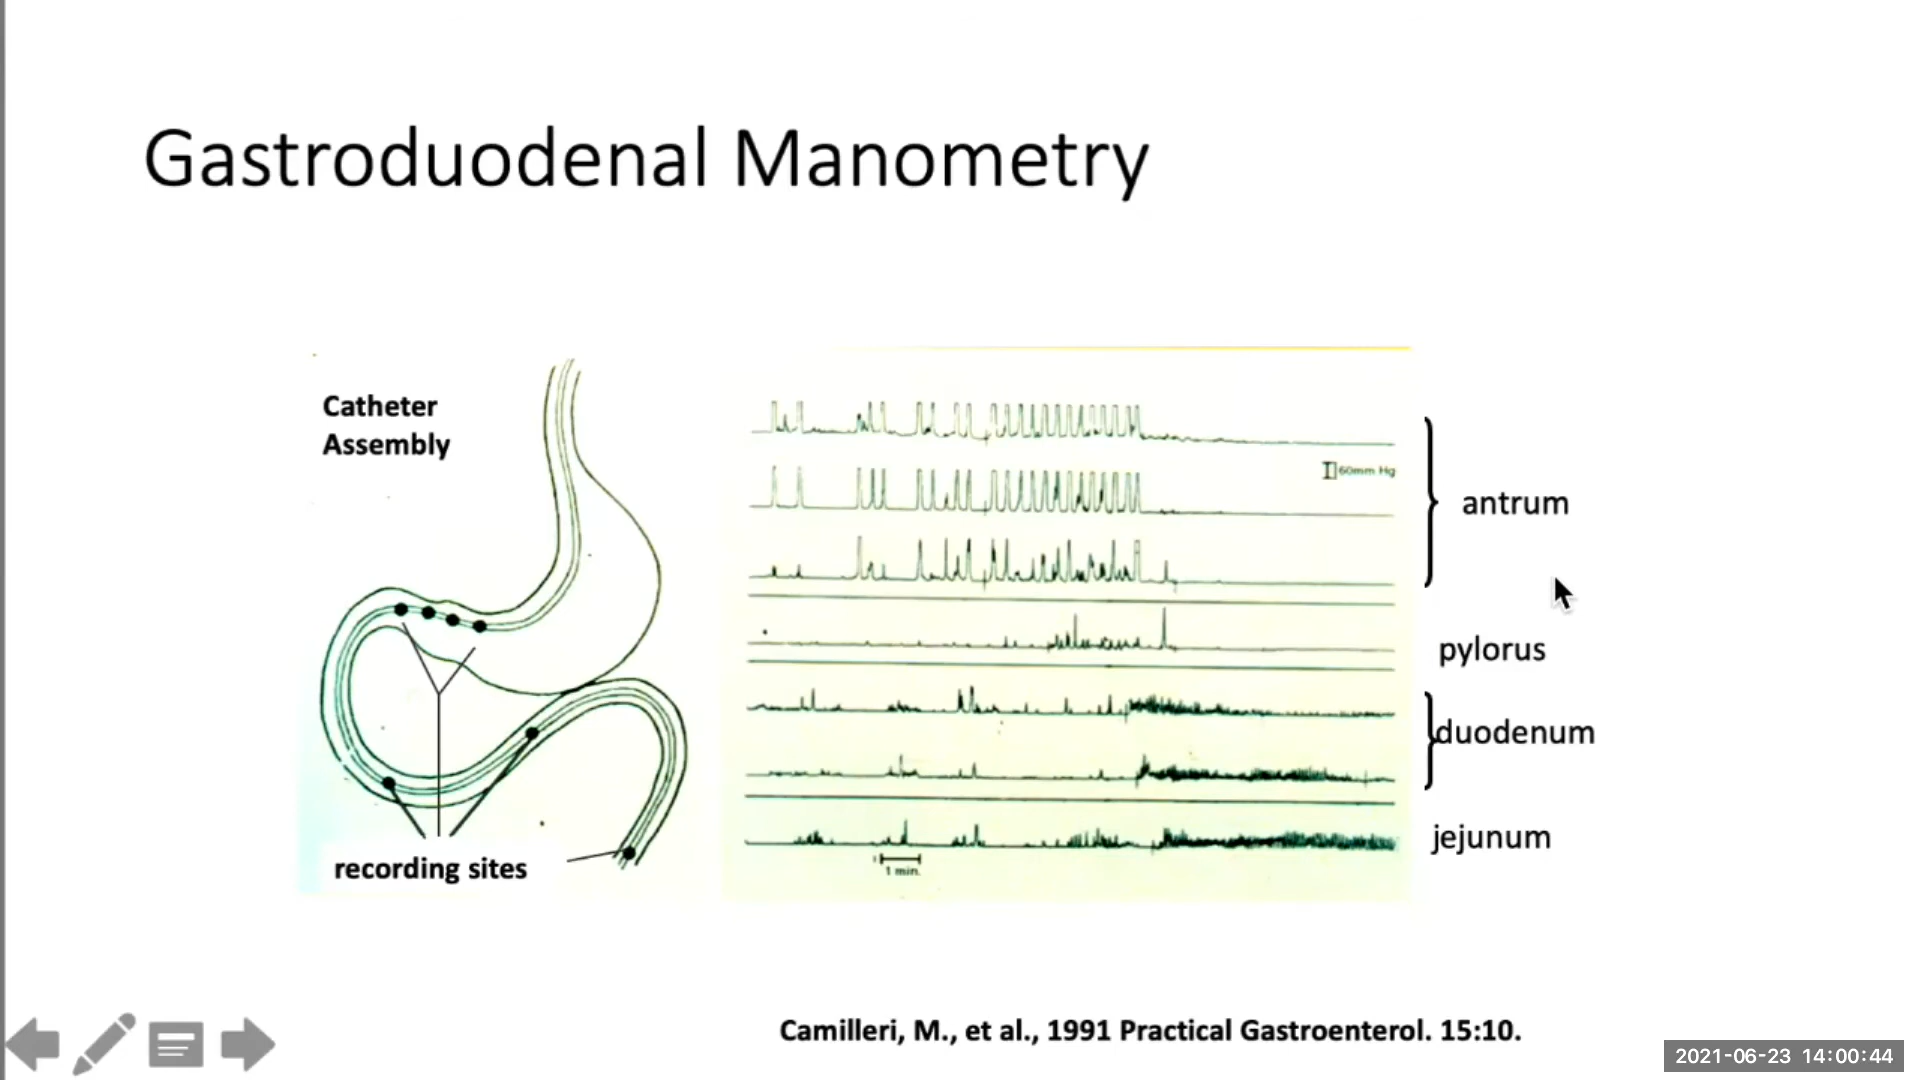 Gastroduodenal Manometry
Catheter
Assembly
60mm Hg
antrum
pylorus
duodenum
jejunum
1 min.
recording sites
Camilleri, M., et al., 1991 Practical Gastroenterol. 15:10.
2021-06-23 14:00:44